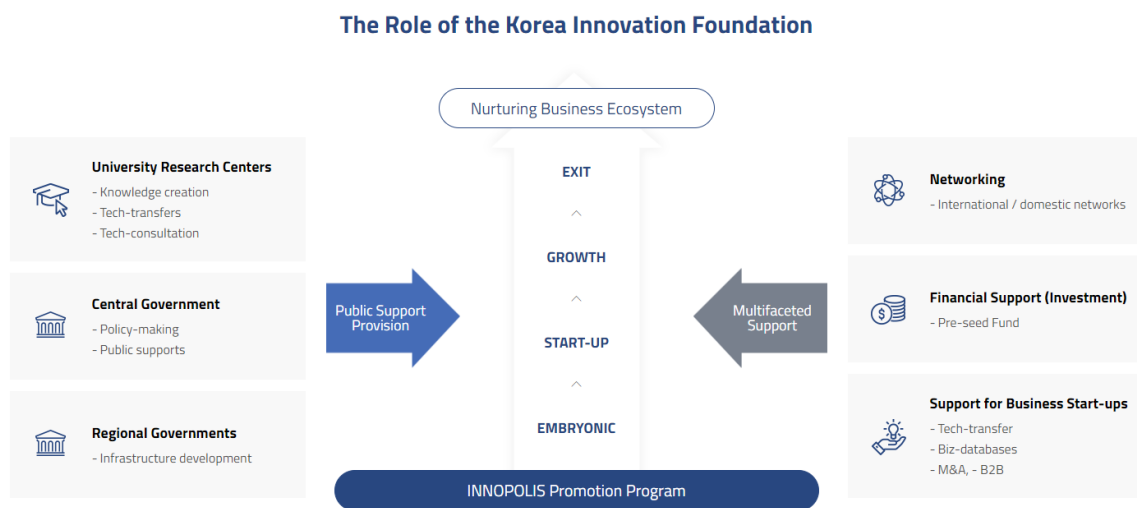 The Role of the Korea Innovation Foundation
Nurturing Business Ecosystem
University Research Centers
- Knowledge creation
- Tech-transfers
- Tech-consultation
Central Government
- Policy-making
- Public supports
Regional Governments
- Infrastructure development
Public Support
Provision
EXIT
GROWTH
START-UP
EMBRYONIC
INNOPOLIS Promotion Program
Multifaceted
Support
Networking
- International / domestic networks
Financial Support (Investment)
- Pre-seed Fund
Support for Business Start-ups
- Tech-transfer
- Biz-databases
- M&A, - B2B